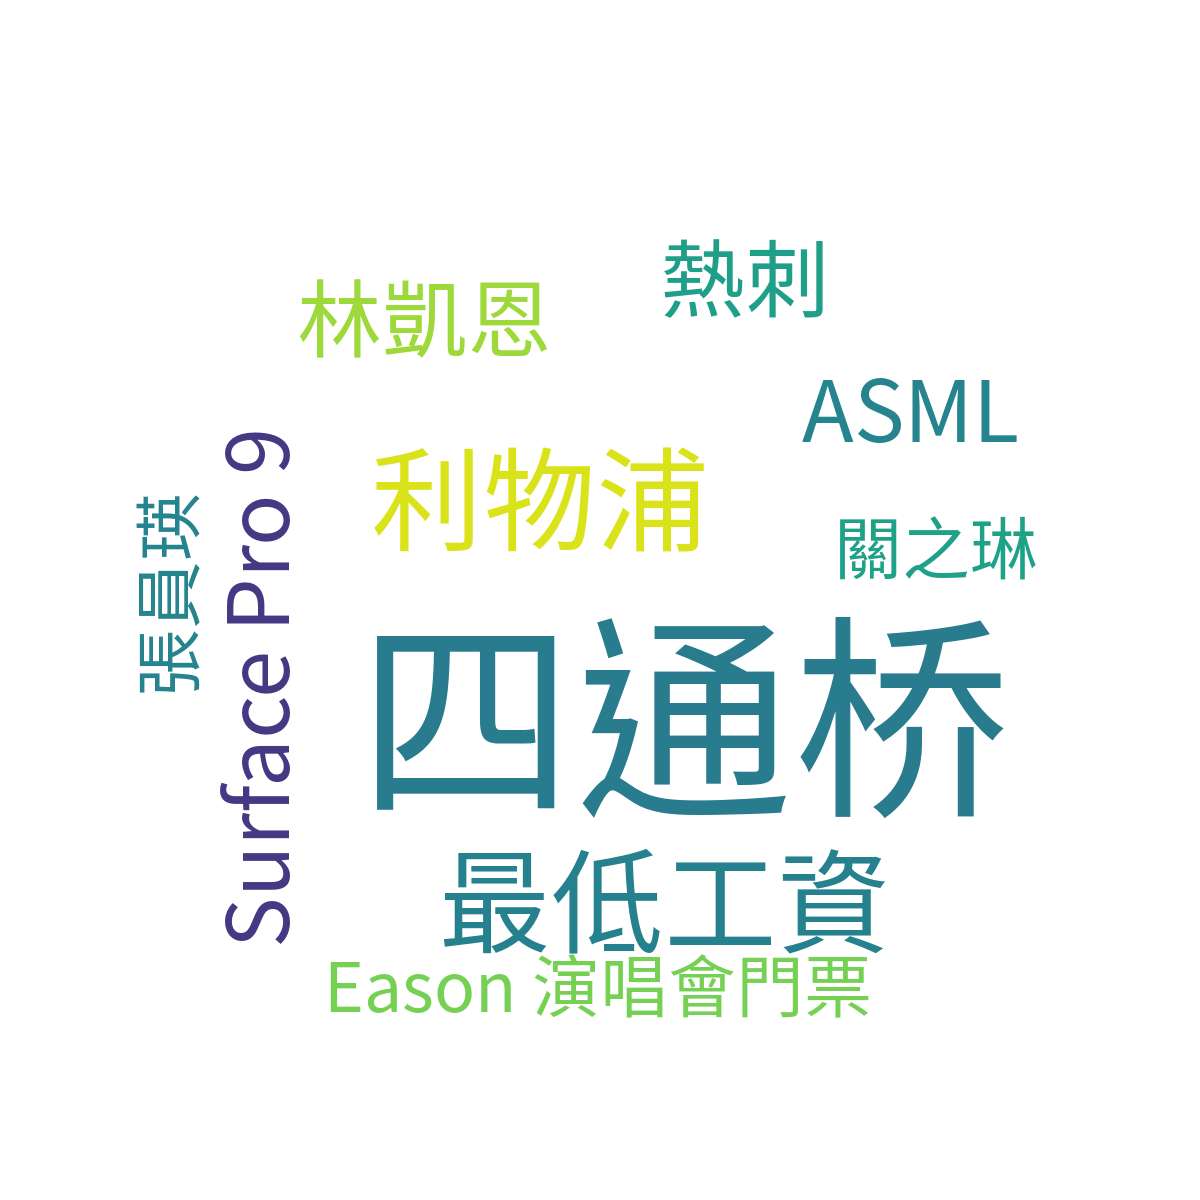 熱刺
林凱恩
ASML
利物浦
關之琳
張員瑛
Surface Pro 9
四通桥
最低工資
Eason 演唱會門票